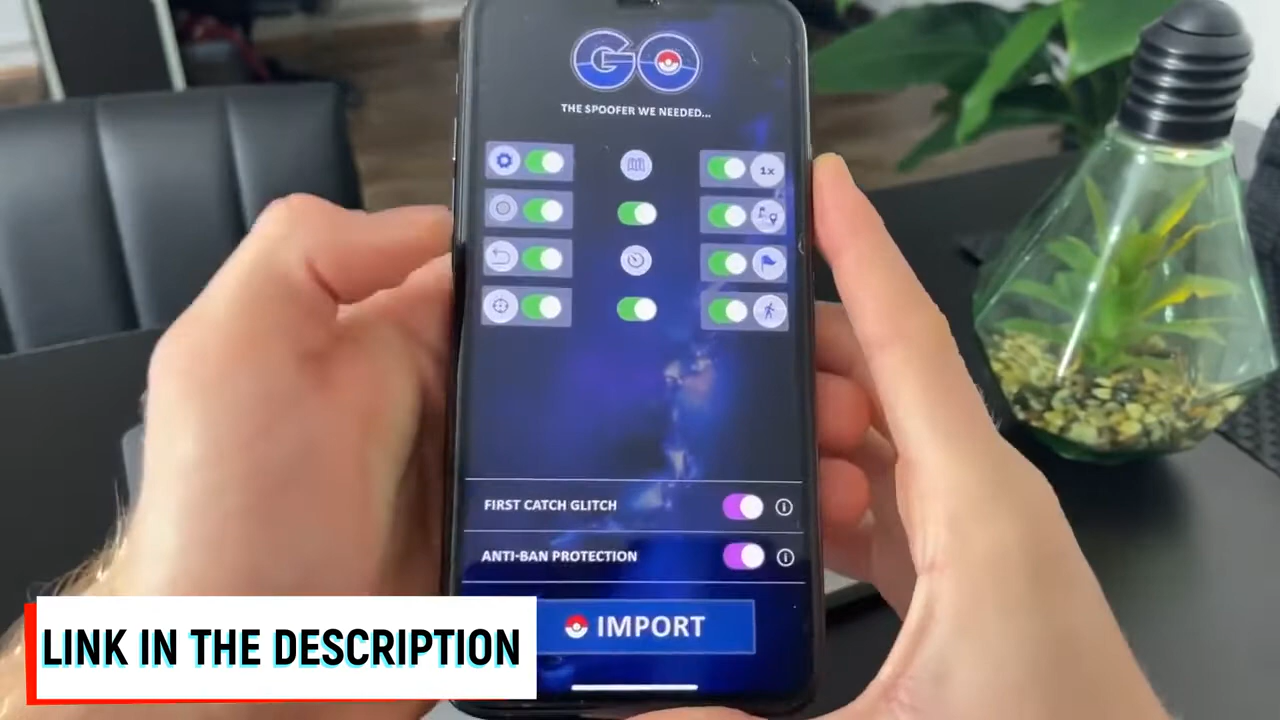 GO
THE SPOOFER WE NEEDED...
1x
FIRST CATCH GLITCH
ANTI-BAN PROTECTION
IMPORT
LINK IN THE DESCRIPTION